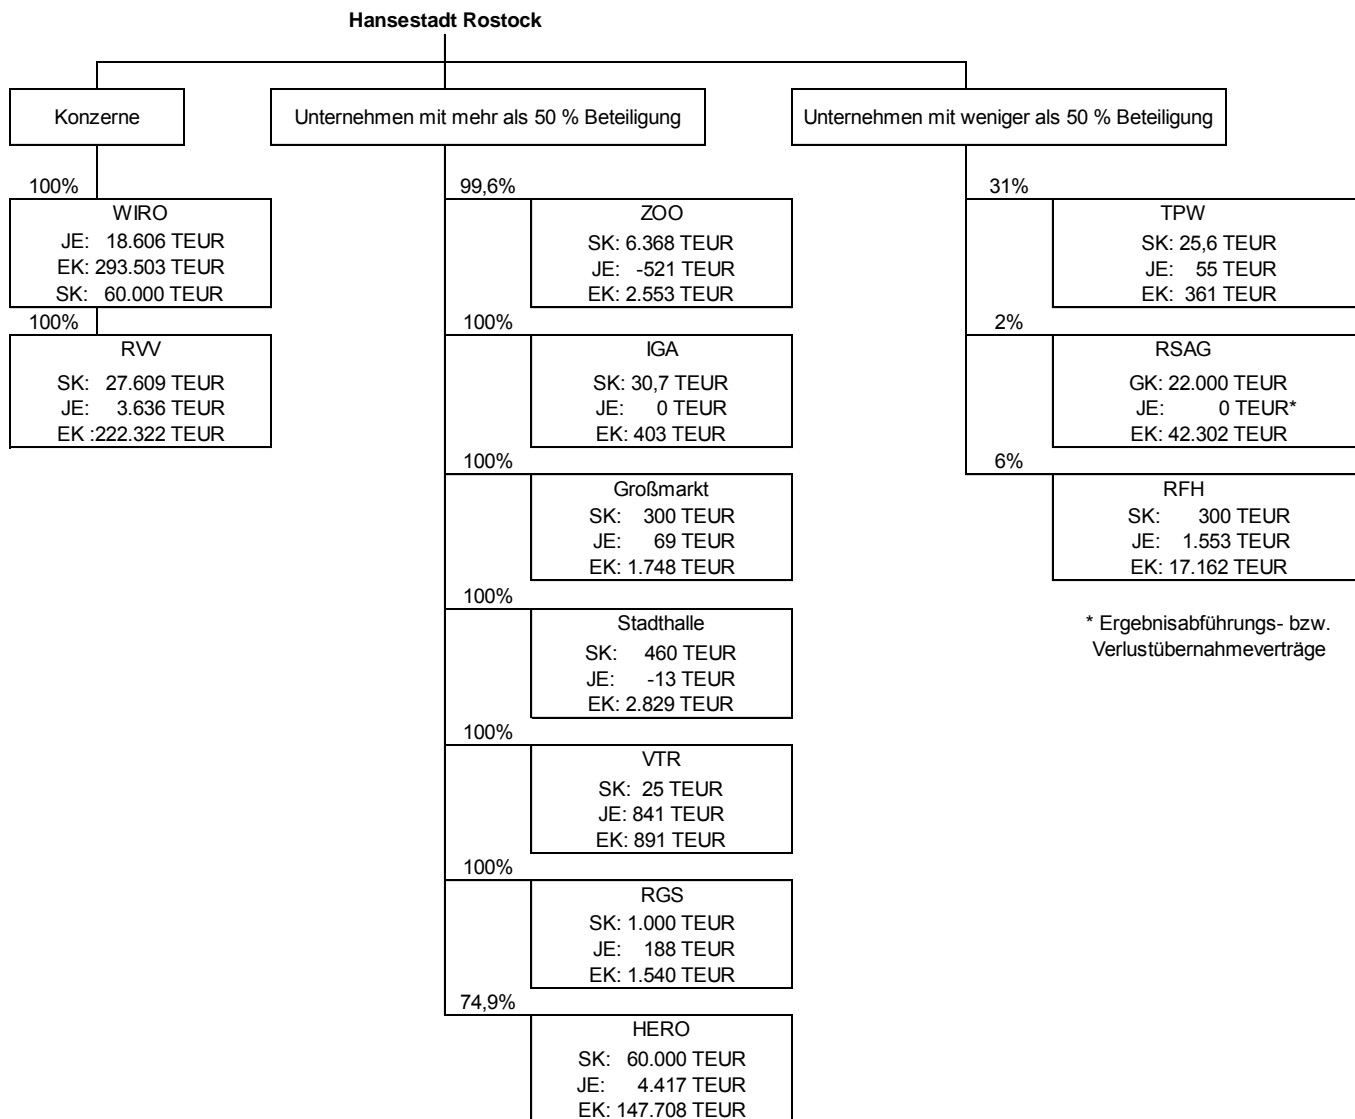 Hansestadt Rostock
Konzerne
100%
WIRO
JE: 18.606 TEUR
EK: 293.503 TEUR
SK: 60.000 TEUR
100%
RVV
SK: 27.609 TEUR
JE: 3.636 TEUR
EK :222.322 TEUR
Unternehmen mit mehr als 50 % Beteiligung
99,6%
ZOO
SK: 6.368 TEUR
JE: -521 TEUR
EK: 2.553 TEUR
100%
IGA
SK: 30,7 TEUR
JE: 0 TEUR
EK: 403 TEUR
100%
Großmarkt
SK: 300 TEUR
JE: 69 TEUR
EK: 1.748 TEUR
100%
Stadthalle
SK: 460 TEUR
JE: -13 TEUR
EK: 2.829 TEUR
100%
VTR
SK: 25 TEUR
JE: 841 TEUR
EK: 891 TEUR
100%
RGS
SK: 1.000 TEUR
JE: 188 TEUR
EK: 1.540 TEUR
74,9%
HERO
SK: 60.000 TEUR
JE: 4.417 TEUR
EK: 147.708 TEUR
Unternehmen mit weniger als 50 % Beteiligung
31%
TPW
SK: 25,6 TEUR
JE: 55 TEUR
EK: 361 TEUR
2%
RSAG
GK: 22.000 TEUR
JE: 0 TEUR*
EK: 42.302 TEUR
6%
RFH
SK: 300 TEUR
JE: 1.553 TEUR
EK: 17.162 TEUR
* Ergebnisabführungs- bzw.
Verlustübernahmeverträge